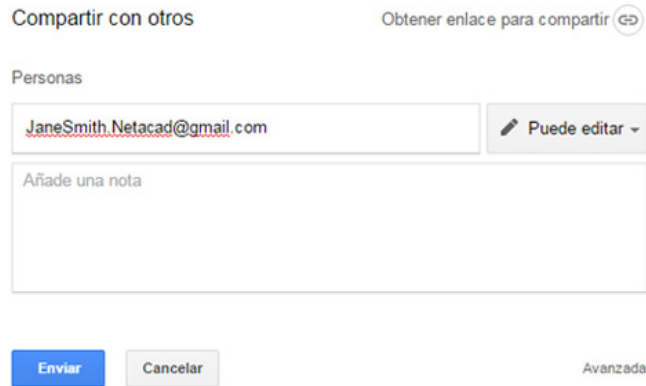 Compartir con otros Obtener enlace para compartir
Personas
JaneSmith.Netacad@gmail.com Puede editar
Añade una nota
Enviar Cancelar Avanzada